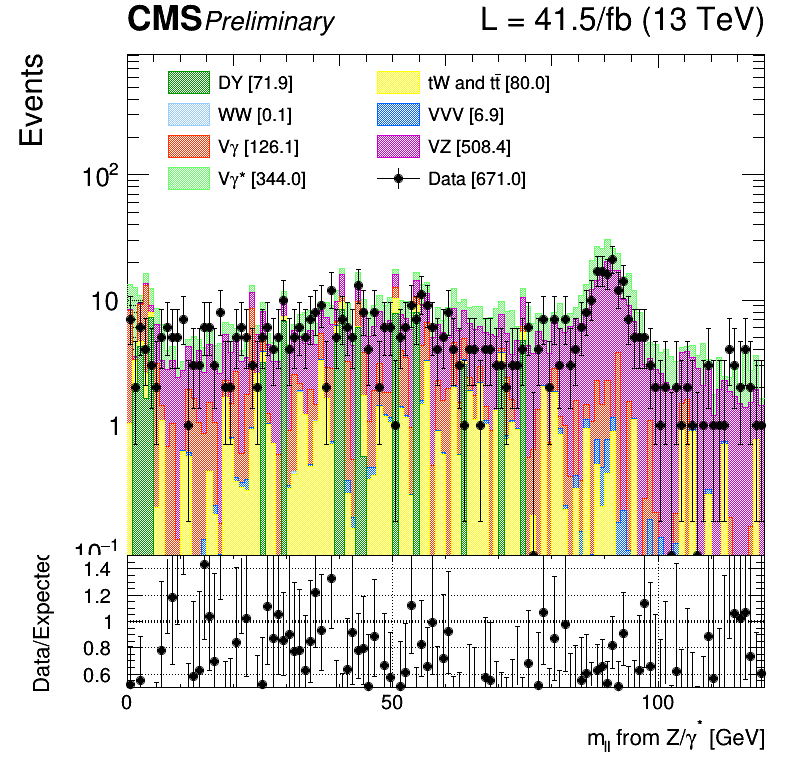 CMS Preliminary L = 41.5/fb (13 TeV)
Events
DY [71.9] tW and tt̄ [80.0]
WW [0.1] VVV [6.9]
Vγ [126.1] VZ [508.4]
Vγ* [344.0] Data [671.0]
10²
10
1
10⁻¹
Data/Expected
1.4
1.2
1
0.8
0.6
0 50 100
m_ll from Z/γ* [GeV]